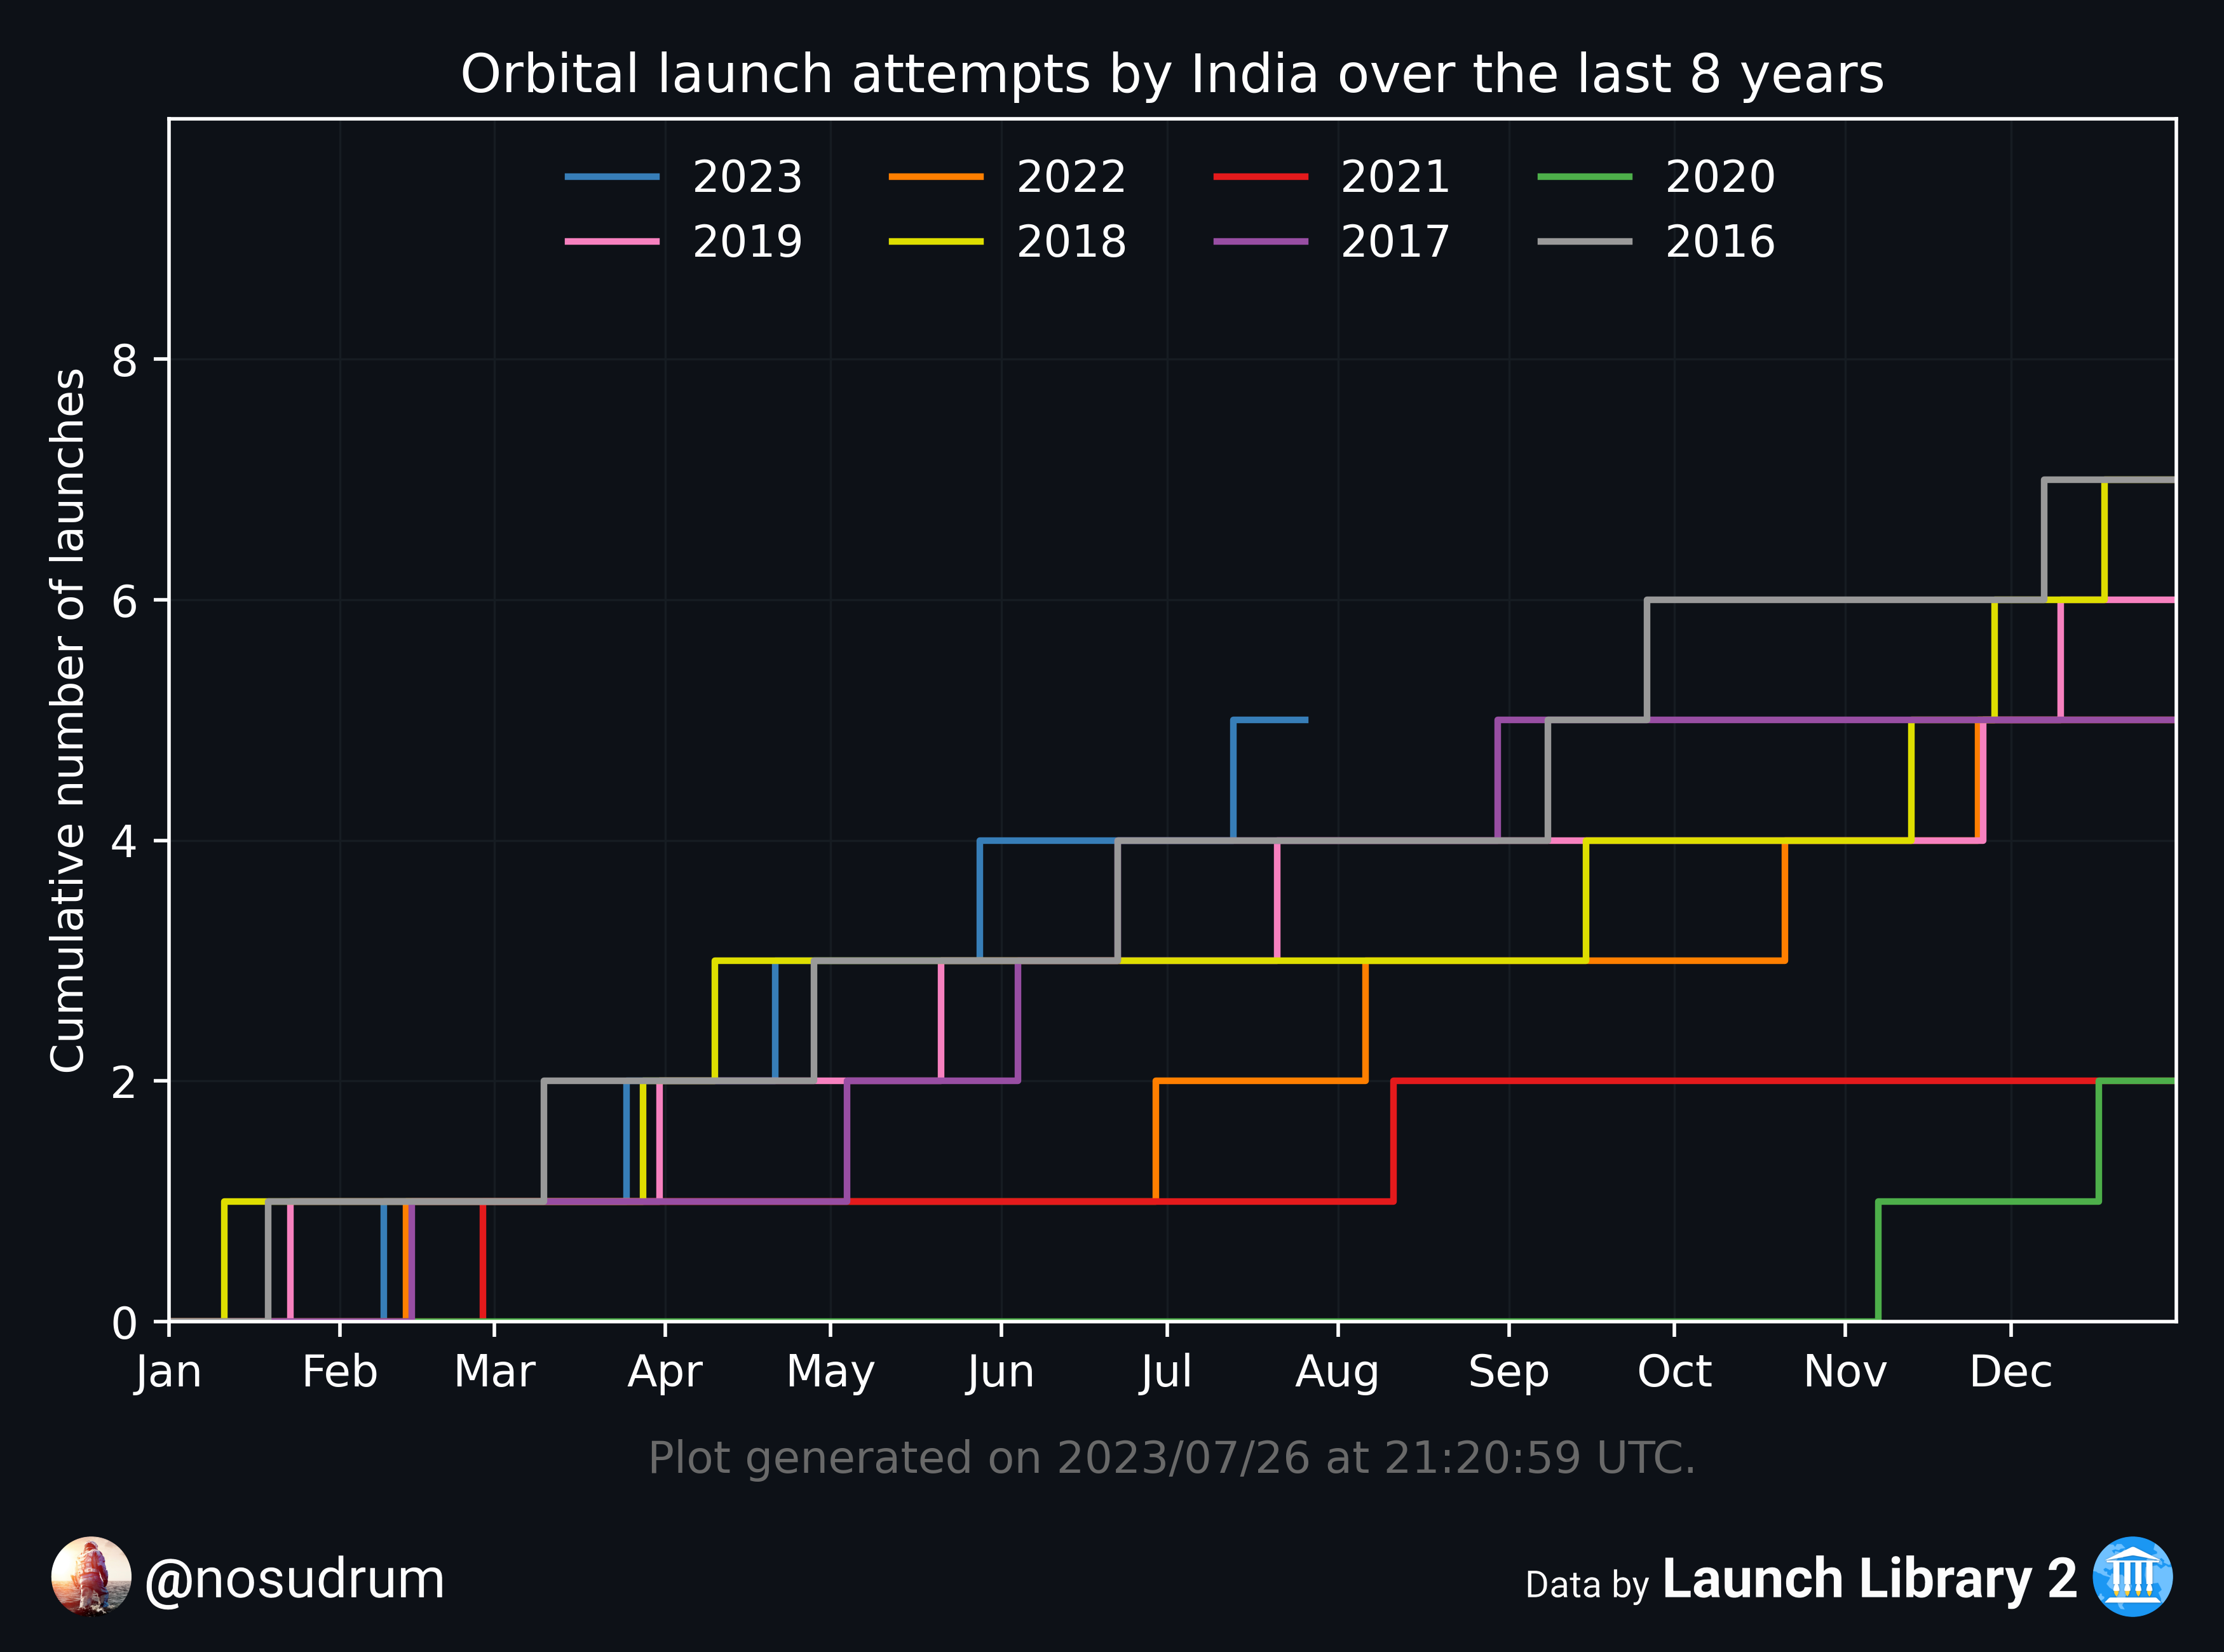 Orbital launch attempts by India over the last 8 years
2023 2022 2021 2020
2019 2018 2017 2016
Cumulative number of launches
8
6
4
2
0
Jan Feb Mar Apr May Jun Jul Aug Sep Oct Nov Dec
Plot generated on 2023/07/26 at 21:20:59 UTC.
@nosudrum
Data by Launch Library 2